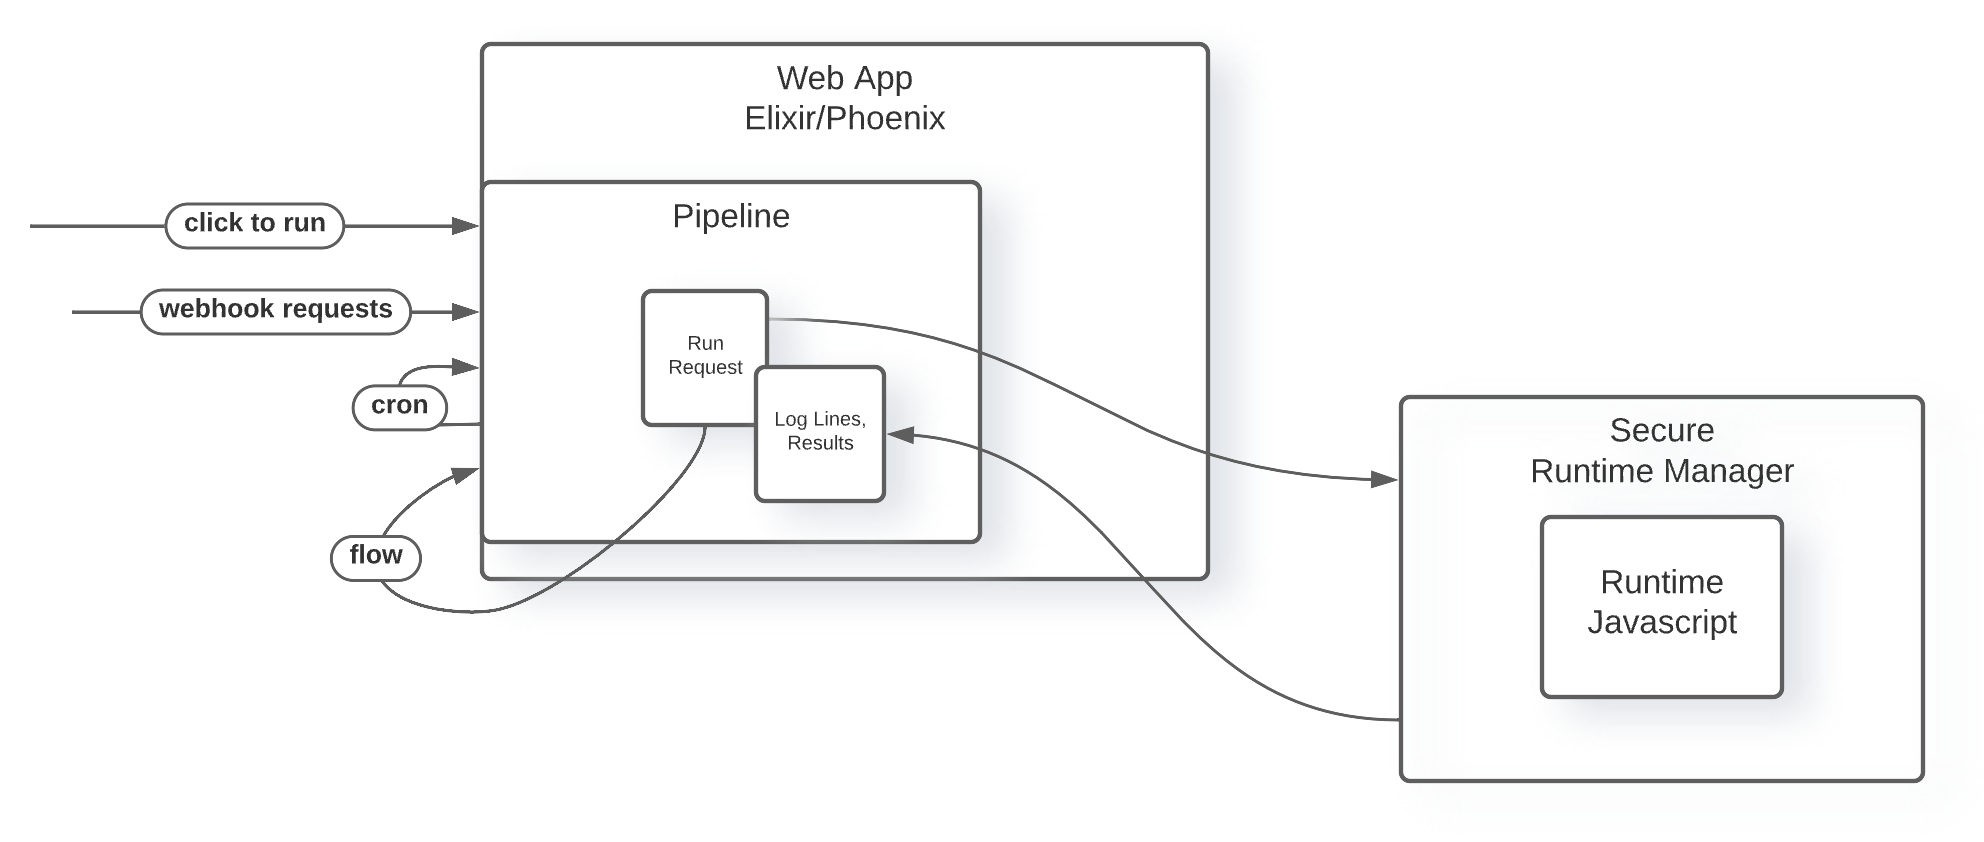 Web App
Elixir/Phoenix
Pipeline
click to run
webhook requests
cron
flow
Run
Request
Log Lines,
Results
Secure
Runtime Manager
Runtime
Javascript